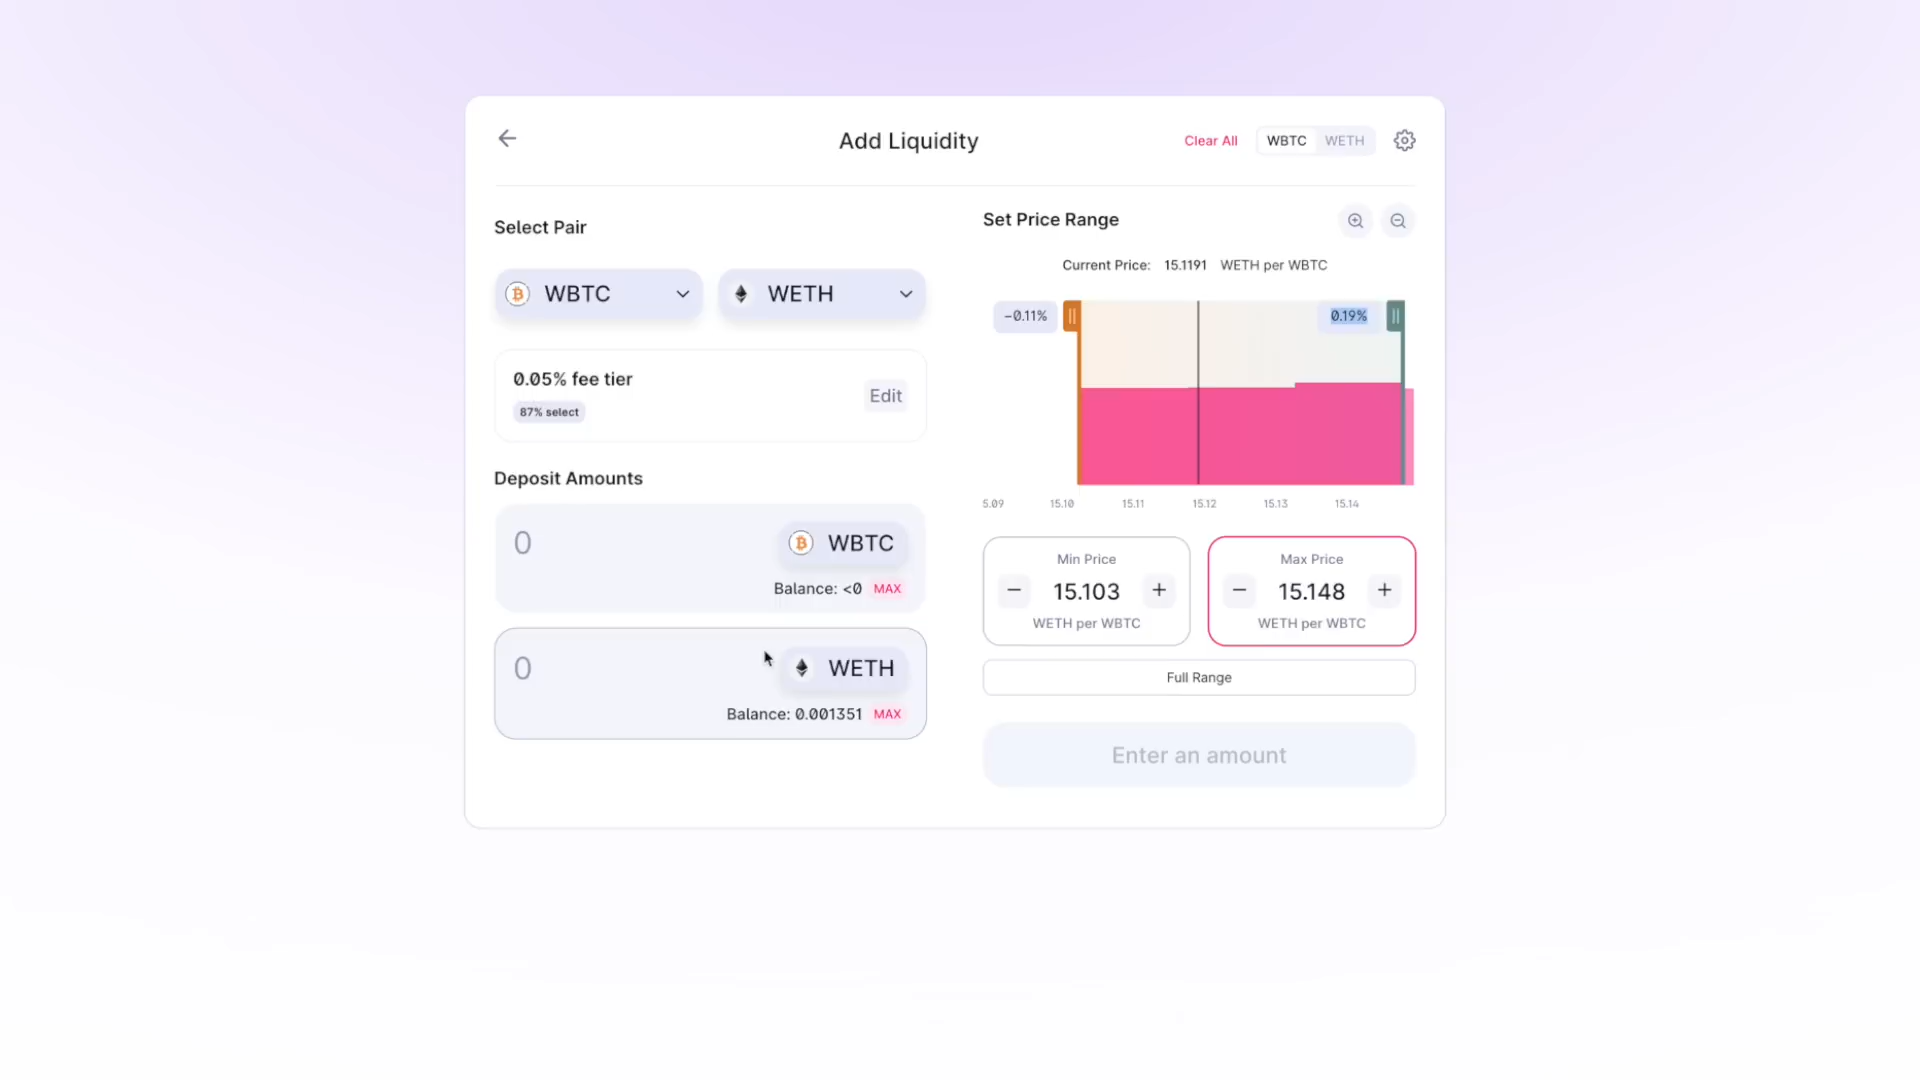 Add Liquidity
Clear All
WBTC WETH
Select Pair
WBTC
WETH
0.05% fee tier
87% select
Edit
Deposit Amounts
0
WBTC
Balance: <0 MAX
0
WETH
Balance: 0.001351 MAX
Set Price Range
Current Price: 15.1191 WETH per WBTC
−0.11%
0.19%
5.09 15.10 15.11 15.12 15.13 15.14
Min Price
− 15.103 +
WETH per WBTC
Max Price
− 15.148 +
WETH per WBTC
Full Range
Enter an amount